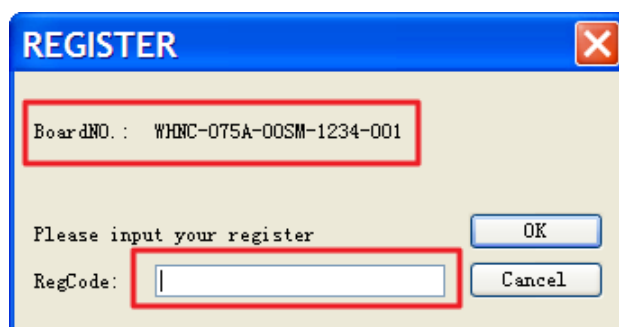 REGISTER
BoardNO.: WHNC-075A-00SM-1234-001
Please input your register
OK
RegCode:
Cancel